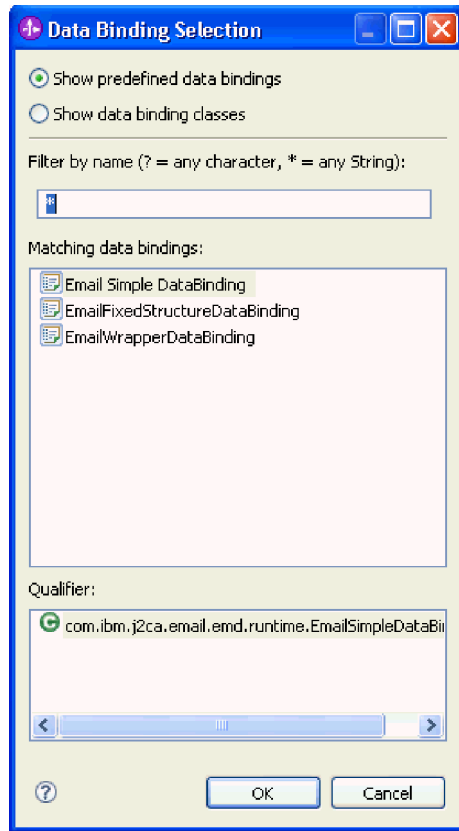 Data Binding Selection
Show predefined data bindings
Show data binding classes
Filter by name (? = any character, * = any String):
*
Matching data bindings:
Email Simple DataBinding
EmailFixedStructureDataBinding
EmailWrapperDataBinding
Qualifier:
com.ibm.j2ca.email.emd.runtime.EmailSimpleDataBi
OK Cancel